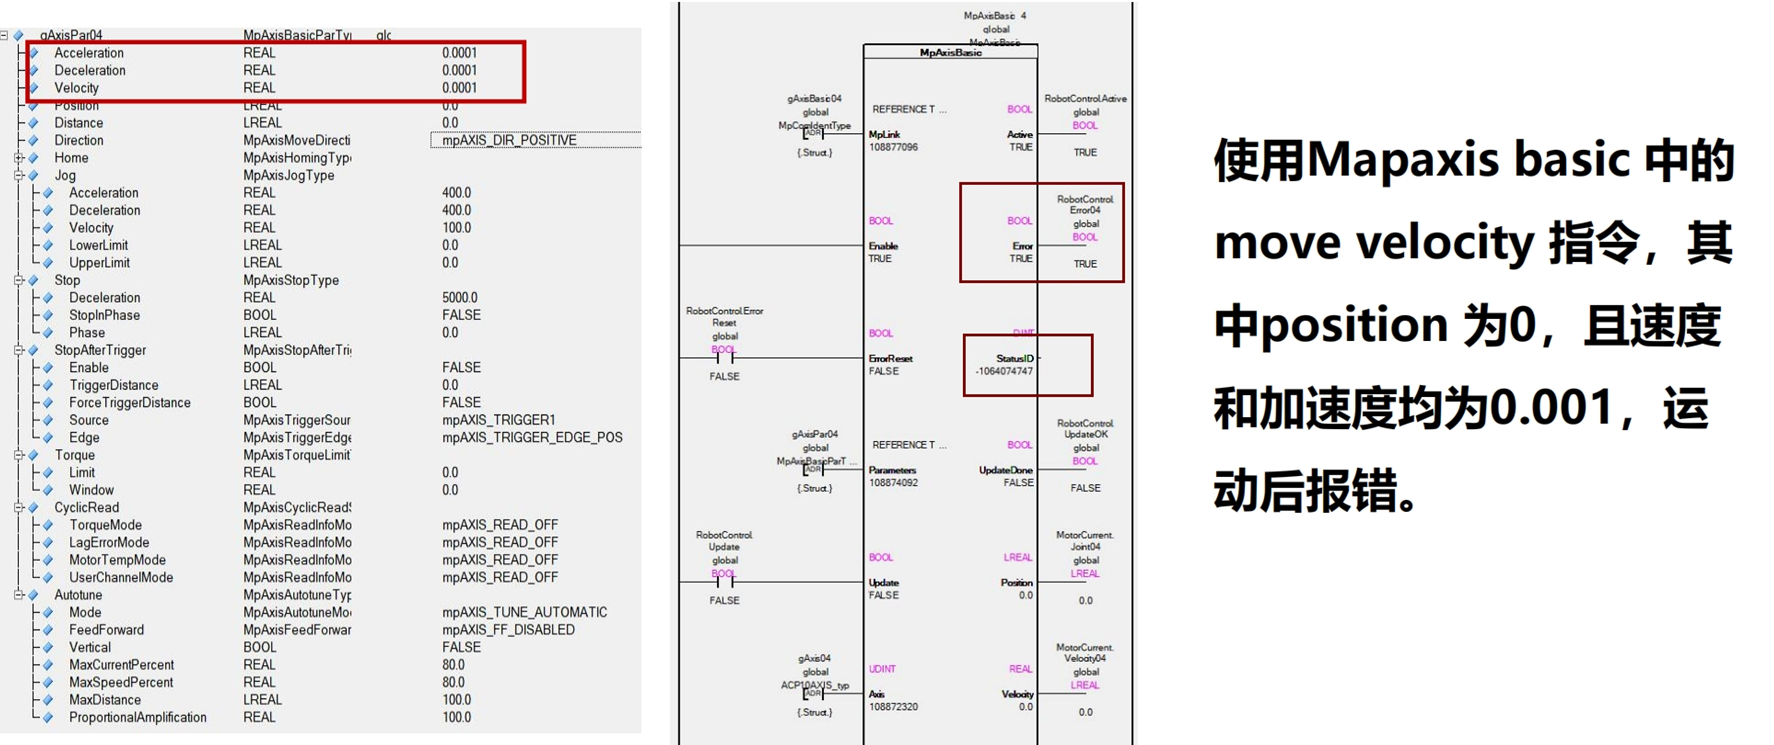 gAxisPar04 MpAxisBasicParTy glc
Acceleration REAL 0.0001
Deceleration REAL 0.0001
Velocity REAL 0.0001
Position LREAL 0.0
Distance LREAL 0.0
Direction MpAxisMoveDirecti mpAXIS_DIR_POSITIVE
Home MpAxisHomingType
Jog MpAxisJogType
Acceleration REAL 400.0
Deceleration REAL 400.0
Velocity REAL 100.0
LowerLimit LREAL 0.0
UpperLimit LREAL 0.0
Stop MpAxisStopType
Deceleration REAL 5000.0
StopInPhase BOOL FALSE
Phase LREAL 0.0
StopAfterTrigger MpAxisStopAfterTri
Enable BOOL FALSE
TriggerDistance LREAL 0.0
ForceTriggerDistance BOOL FALSE
Source MpAxisTriggerSour mpAXIS_TRIGGER1
Edge MpAxisTriggerEdge mpAXIS_TRIGGER_EDGE_POS
Torque MpAxisTorqueLimit
Limit REAL 0.0
Window REAL 0.0
CyclicRead MpAxisCyclicReadS
TorqueMode MpAxisReadInfoMo mpAXIS_READ_OFF
LagErrorMode MpAxisReadInfoMo mpAXIS_READ_OFF
MotorTempMode MpAxisReadInfoMo mpAXIS_READ_OFF
UserChannelMode MpAxisReadInfoMo mpAXIS_READ_OFF
Autotune MpAxisAutotuneTyp
Mode MpAxisAutotuneMo mpAXIS_TUNE_AUTOMATIC
FeedForward MpAxisFeedForwar mpAXIS_FF_DISABLED
Vertical BOOL FALSE
MaxCurrentPercent REAL 80.0
MaxSpeedPercent REAL 80.0
MaxDistance LREAL 100.0
ProportionalAmplification REAL 100.0
MpAxisBasic_4
global
MpAxisBasic
MpAxisBasic
gAxisBasic04
global
MpComIdentType
ADR
{.Struct.}
REFERENCE T ...
MpLink
108877096
BOOL
Active
TRUE
RobotControl.Active
global
BOOL
TRUE
BOOL
Enable
TRUE
BOOL
Error
TRUE
RobotControl.
Error04
global
BOOL
TRUE
RobotControl.Error
Reset
global
BOOL
FALSE
BOOL
ErrorReset
FALSE
DINT
StatusID
-1064074747
gAxisPar04
global
MpAxisBasicParT ...
ADR
{.Struct.}
REFERENCE T ...
Parameters
108874092
BOOL
UpdateDone
FALSE
RobotControl.
UpdateOK
global
BOOL
FALSE
RobotControl.
Update
global
BOOL
FALSE
BOOL
Update
FALSE
LREAL
Position
0.0
MotorCurrent.
Joint04
global
LREAL
0.0
gAxis04
global
ACP10AXIS_typ
ADR
{.Struct.}
UDINT
Axis
108872320
REAL
Velocity
0.0
MotorCurrent.
Velocity04
global
LREAL
0.0
使用Mapaxis basic 中的
move velocity 指令，其
中position 为0，且速度
和加速度均为0.001，运
动后报错。